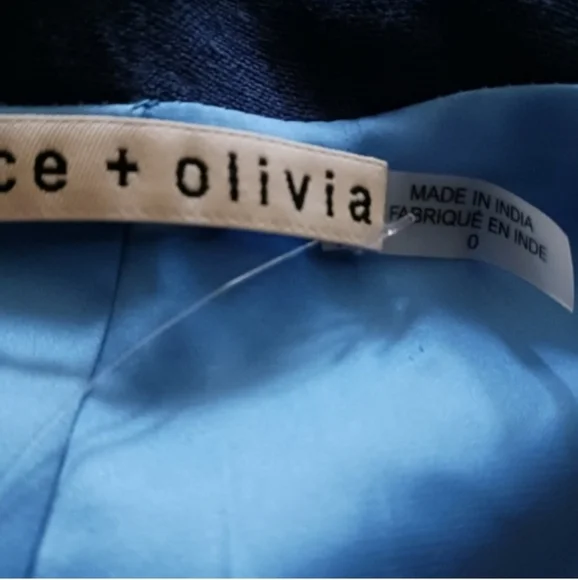 ce + olivia
MADE IN INDIA
FABRIQUÉ EN INDE
0